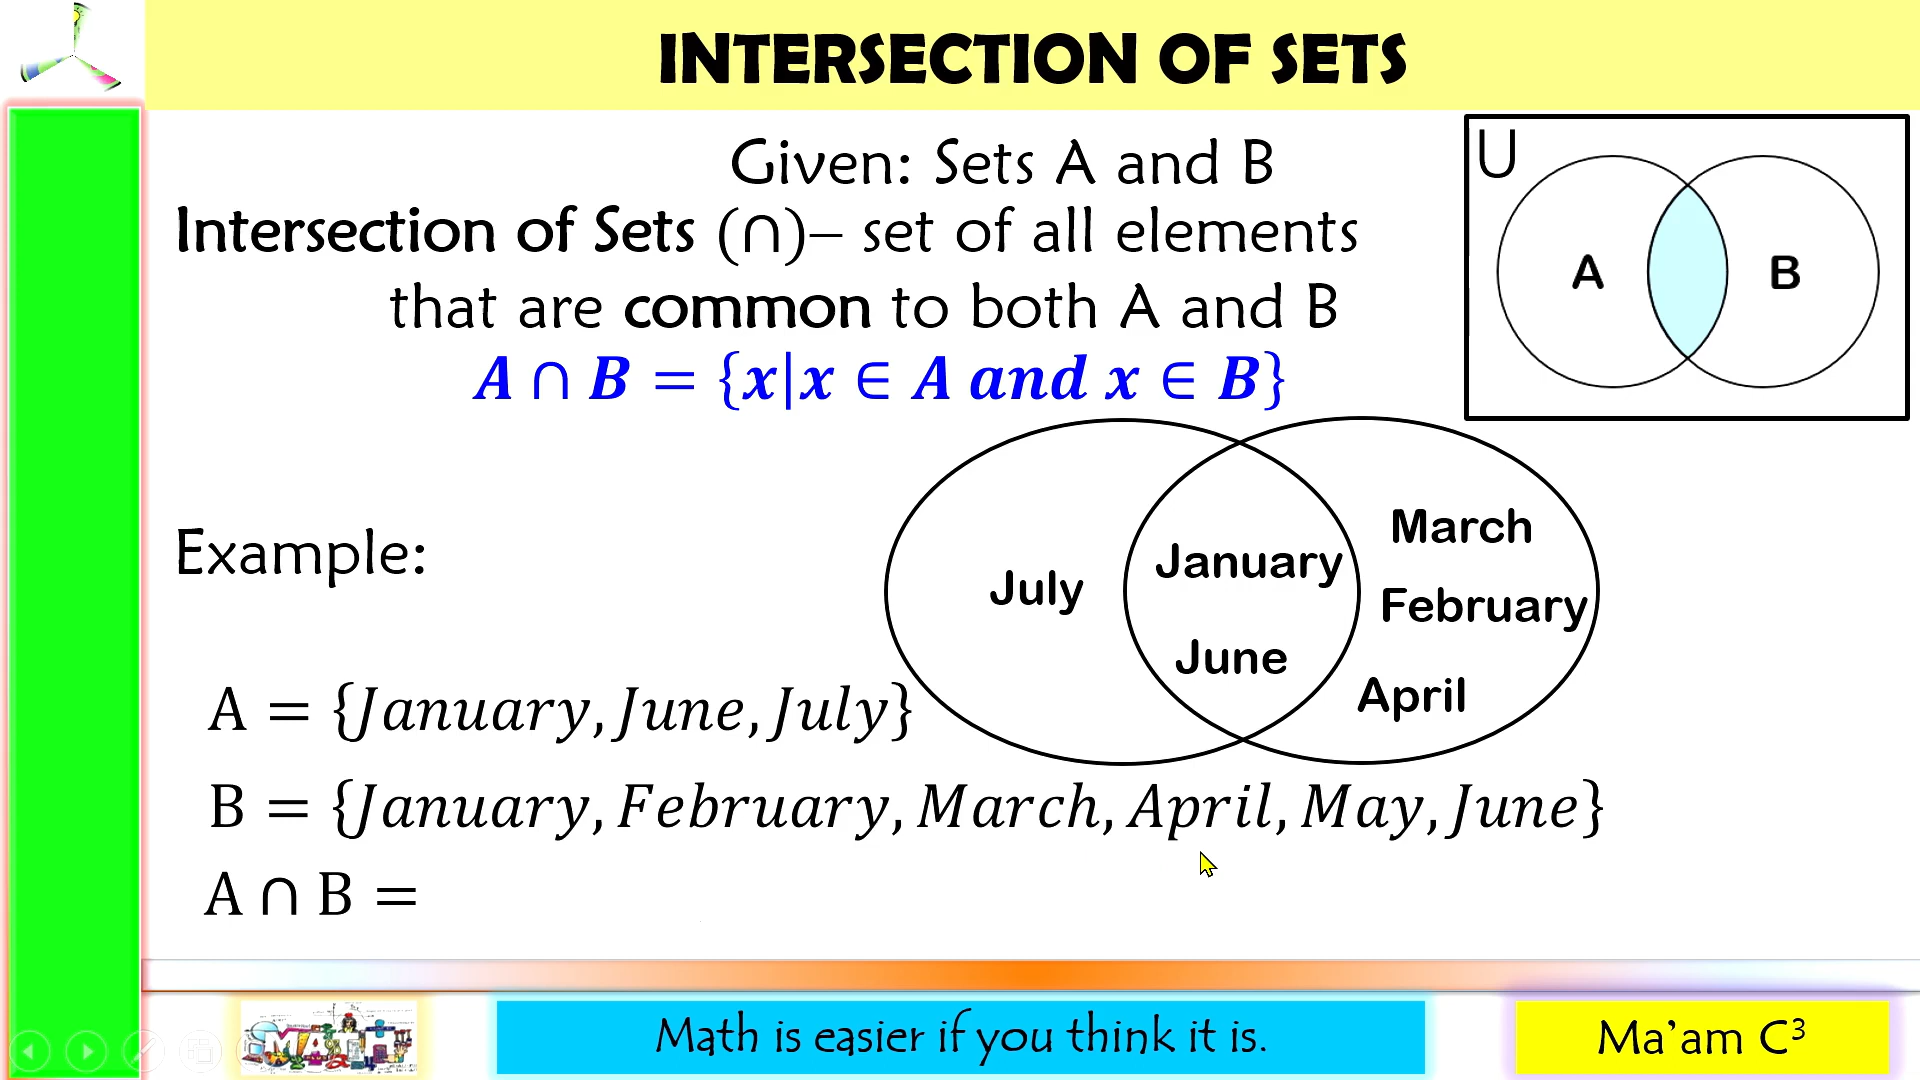 INTERSECTION OF SETS
Given: Sets A and B
Intersection of Sets (∩)– set of all elements
that are common to both A and B
A ∩ B = {x|x ∈ A and x ∈ B}
U
A
B
Example:
July
January
June
March
February
April
A = {January, June, July}
B = {January, February, March, April, May, June}
A ∩ B =
MATH
Math is easier if you think it is.
Ma’am C³